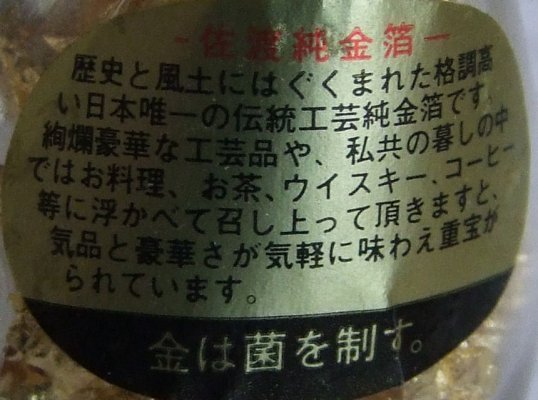 -佐渡純金箔-
歴史と風土にはぐくまれた格調高
い日本唯一の伝統工芸純金箔です。
絢爛豪華な工芸品や、私共の暮しの中
ではお料理、お茶、ウイスキー、コーヒー
等に浮かべて召し上って頂きますと、
気品と豪華さが気軽に味わえ重宝が
られています。
金は菌を制す。